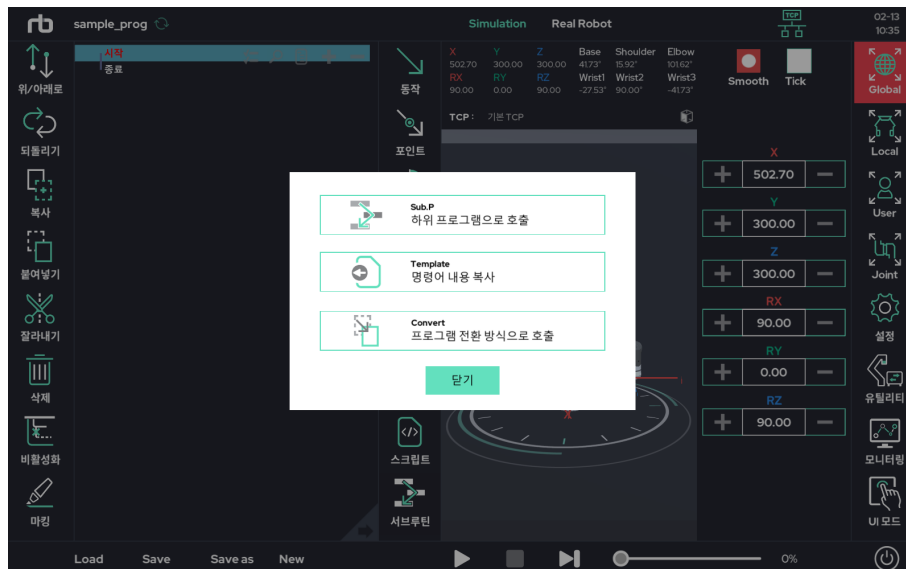 rb
sample_prog
Simulation
Real Robot
TCP
02-13
10:35
위/아래로
되돌리기
복사
붙여넣기
잘라내기
삭제
비활성화
마킹
시작
종료
동작
포인트
스크립트
서브루틴
X Y Z Base Shoulder Elbow
502.70 300.00 300.00 41.73° 15.92° 101.62°
RX RY RZ Wrist1 Wrist2 Wrist3
90.00 0.00 90.00 -27.53° 90.00° -41.73°
TCP : 기본 TCP
Smooth Tick
Sub.P
하위 프로그램으로 호출
Template
명령어 내용 복사
Convert
프로그램 전환 방식으로 호출
닫기
X
X
+ 502.70 −
Y
+ 300.00 −
Z
+ 300.00 −
RX
+ 90.00 −
RY
+ 0.00 −
RZ
+ 90.00 −
Global
Local
User
Joint
설정
유틸리티
모니터링
UI 모드
Load Save Save as New
0%